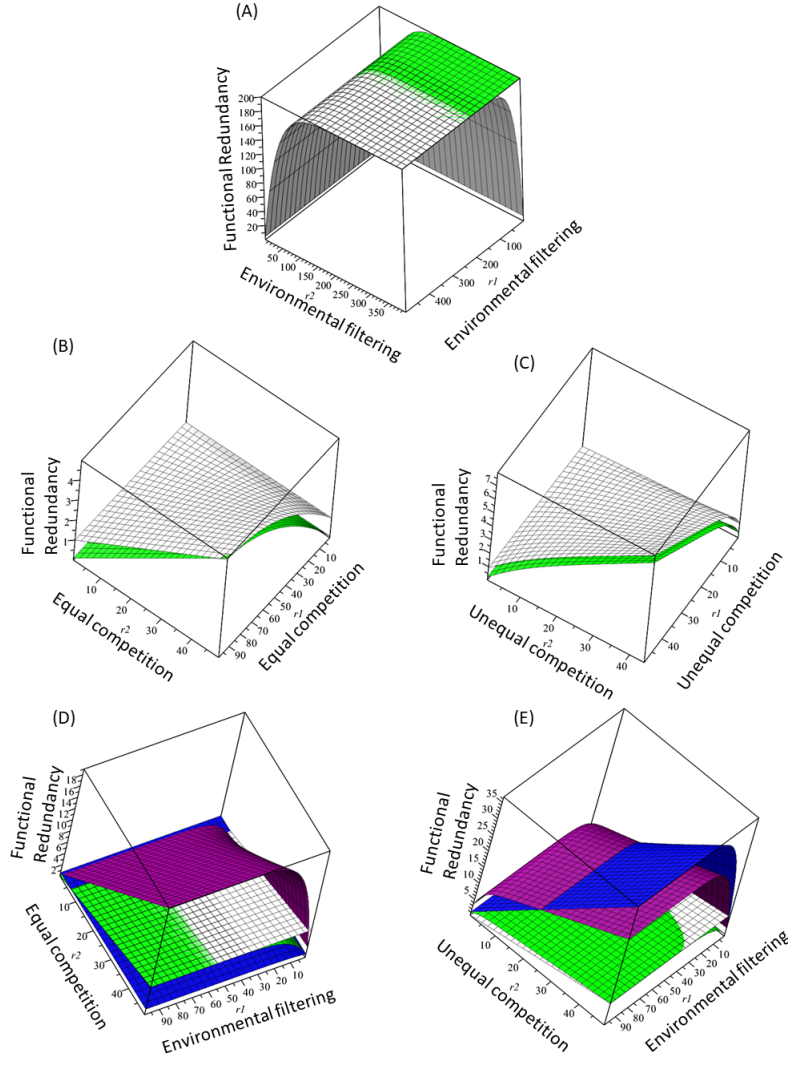 (A)
Functional Redundancy
200
180
160
140
120
100
80
60
40
20
50
100
150
200
250
300
350
r2
Environmental filtering
100
200
300
400
r1
Environmental filtering
(B)
Functional
Redundancy
4
3
2
1
10
20
30
40
r2
Equal competition
10
20
30
40
50
60
70
80
90
r1
Equal competition
(C)
Functional
Redundancy
7
6
5
4
3
2
1
10
20
30
40
r2
Unequal competition
10
20
30
40
r1
Unequal competition
(D)
Functional
Redundancy
18
16
14
12
10
8
6
4
2
10
20
30
40
r2
Equal competition
90
80
70
60
50
40
30
20
10
r1
Environmental filtering
(E)
Functional
Redundancy
35
30
25
20
15
10
5
10
20
30
40
r2
Unequal competition
10
20
30
40
50
60
70
80
90
r1
Environmental filtering